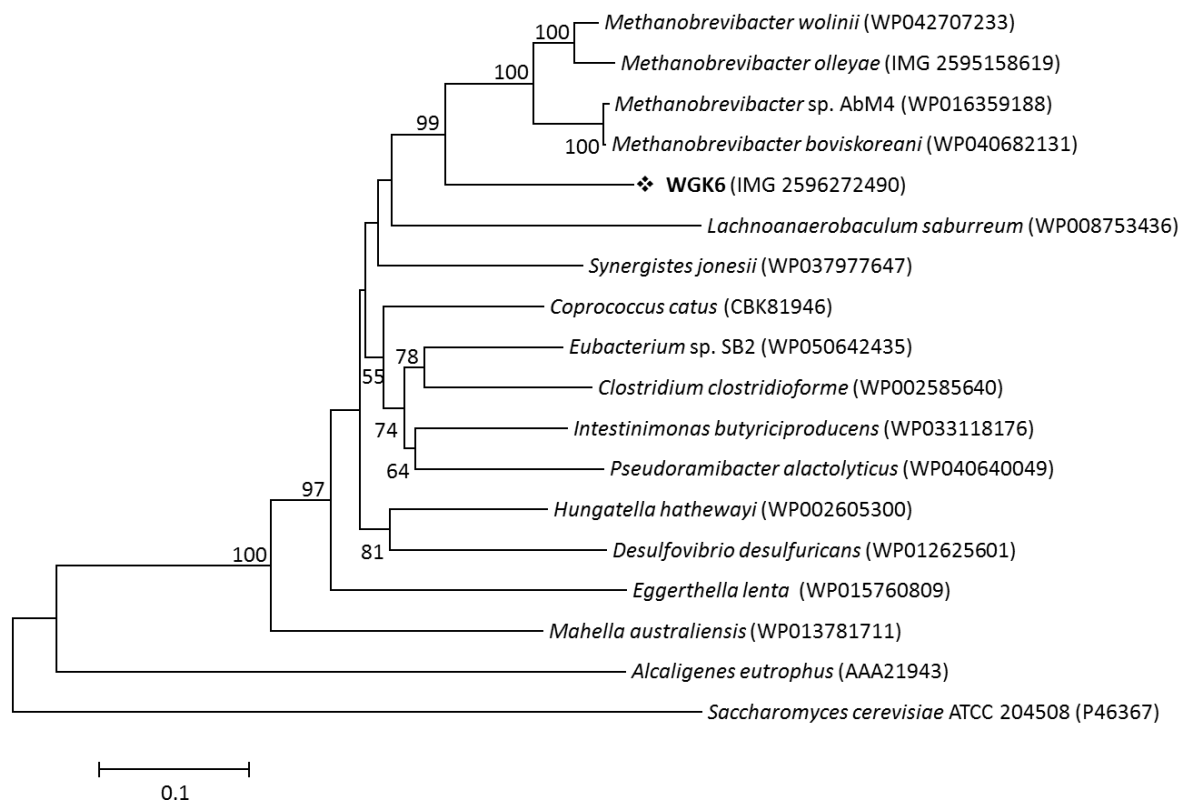 Methanobrevibacter wolinii (WP042707233)
100
Methanobrevibacter olleyae (IMG 2595158619)
100
Methanobrevibacter sp. AbM4 (WP016359188)
99
100
Methanobrevibacter boviskoreani (WP040682131)
❖ WGK6 (IMG 2596272490)
Lachnoanaerobaculum saburreum (WP008753436)
Synergistes jonesii (WP037977647)
Coprococcus catus (CBK81946)
Eubacterium sp. SB2 (WP050642435)
78
55
Clostridium clostridioforme (WP002585640)
Intestinimonas butyriciproducens (WP033118176)
74
Pseudoramibacter alactolyticus (WP040640049)
64
97
Hungatella hathewayi (WP002605300)
Desulfovibrio desulfuricans (WP012625601)
81
100
Eggerthella lenta (WP015760809)
Mahella australiensis (WP013781711)
Alcaligenes eutrophus (AAA21943)
Saccharomyces cerevisiae ATCC 204508 (P46367)
0.1